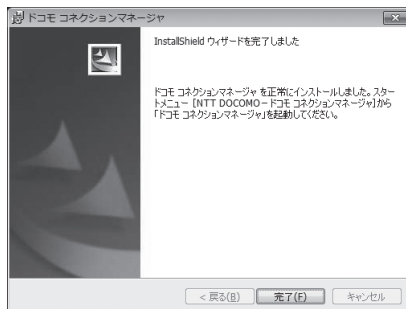 ドコモ コネクションマネージャ
InstallShield ウィザードを完了しました
ドコモ コネクションマネージャ を正常にインストールしました。スター
トメニュー [NTT DOCOMO－ドコモ コネクションマネージャ]から
「ドコモ コネクションマネージャ」を起動してください。
< 戻る(B) 完了(F) キャンセル